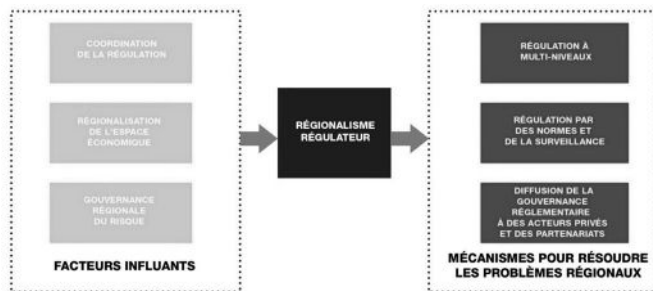 COORDINATION
DE LA RÉGULATION
RÉGIONALISATION
DE L'ESPACE
ÉCONOMIQUE
GOUVERNANCE
RÉGIONALE
DU RISQUE
FACTEURS INFLUANTS
RÉGIONALISME
RÉGULATEUR
RÉGULATION À
MULTI-NIVEAUX
RÉGULATION PAR
DES NORMES ET
DE LA SURVEILLANCE
DIFFUSION DE LA
GOUVERNANCE
RÉGLEMENTAIRE
À DES ACTEURS PRIVÉS
ET DES PARTENARIATS
MÉCANISMES POUR RÉSOUDRE
LES PROBLÈMES RÉGIONAUX